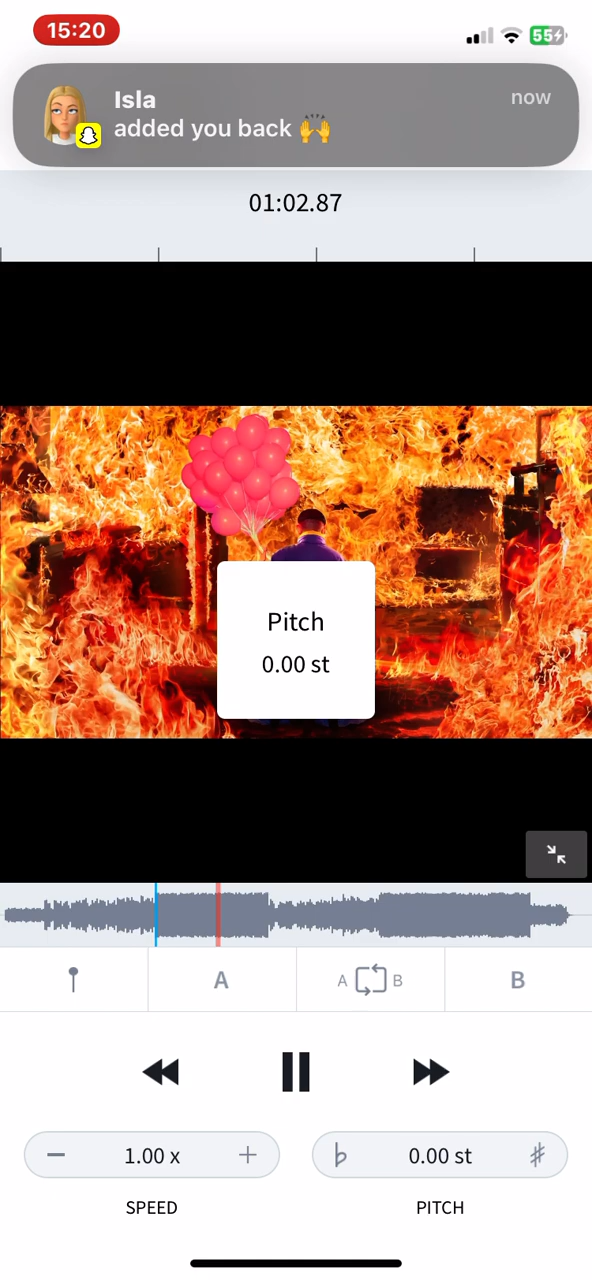 15:20
55
Isla
now
added you back 🙌
01:02.87
Pitch
0.00 st
A
A B
B
1.00 x
♭ 0.00 st ♯
SPEED
PITCH